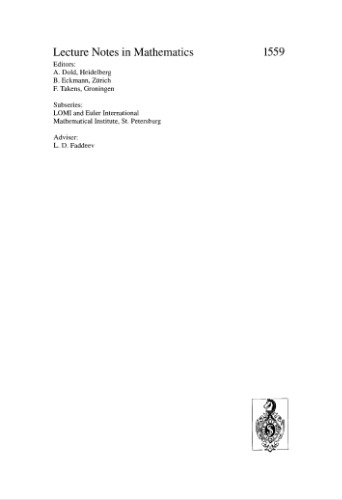 Lecture Notes in Mathematics 1559
Editors:
A. Dold, Heidelberg
B. Eckmann, Zürich
F. Takens, Groningen
Subseries:
LOMI and Euler International
Mathematical Institute, St. Petersburg
Adviser:
L. D. Faddeev